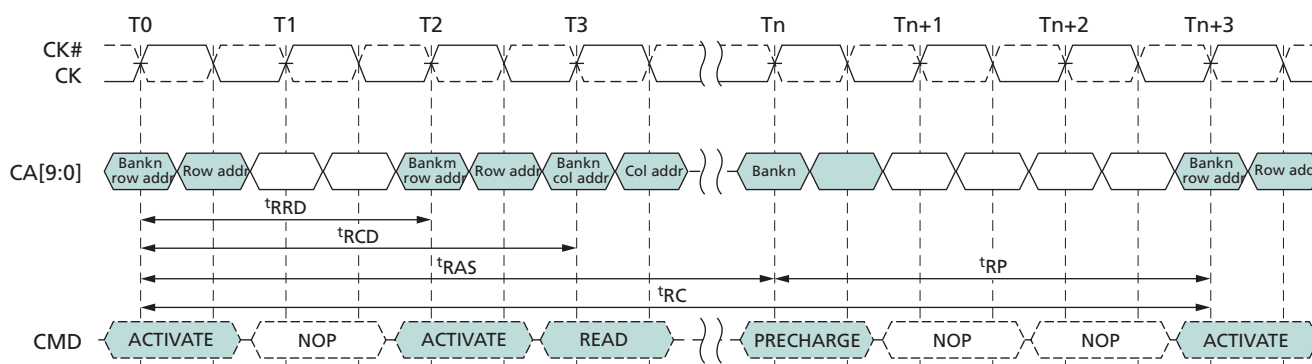 T0 T1 T2 T3 Tn Tn+1 Tn+2 Tn+3
CK#
CK
CA[9:0]
Bankn row addr
Row addr
Bankm row addr
Row addr
Bankn col addr
Col addr
Bankn
Bankn row addr
Row addr
tRRD
tRCD
tRAS
tRP
tRC
CMD ACTIVATE NOP ACTIVATE READ PRECHARGE NOP NOP ACTIVATE